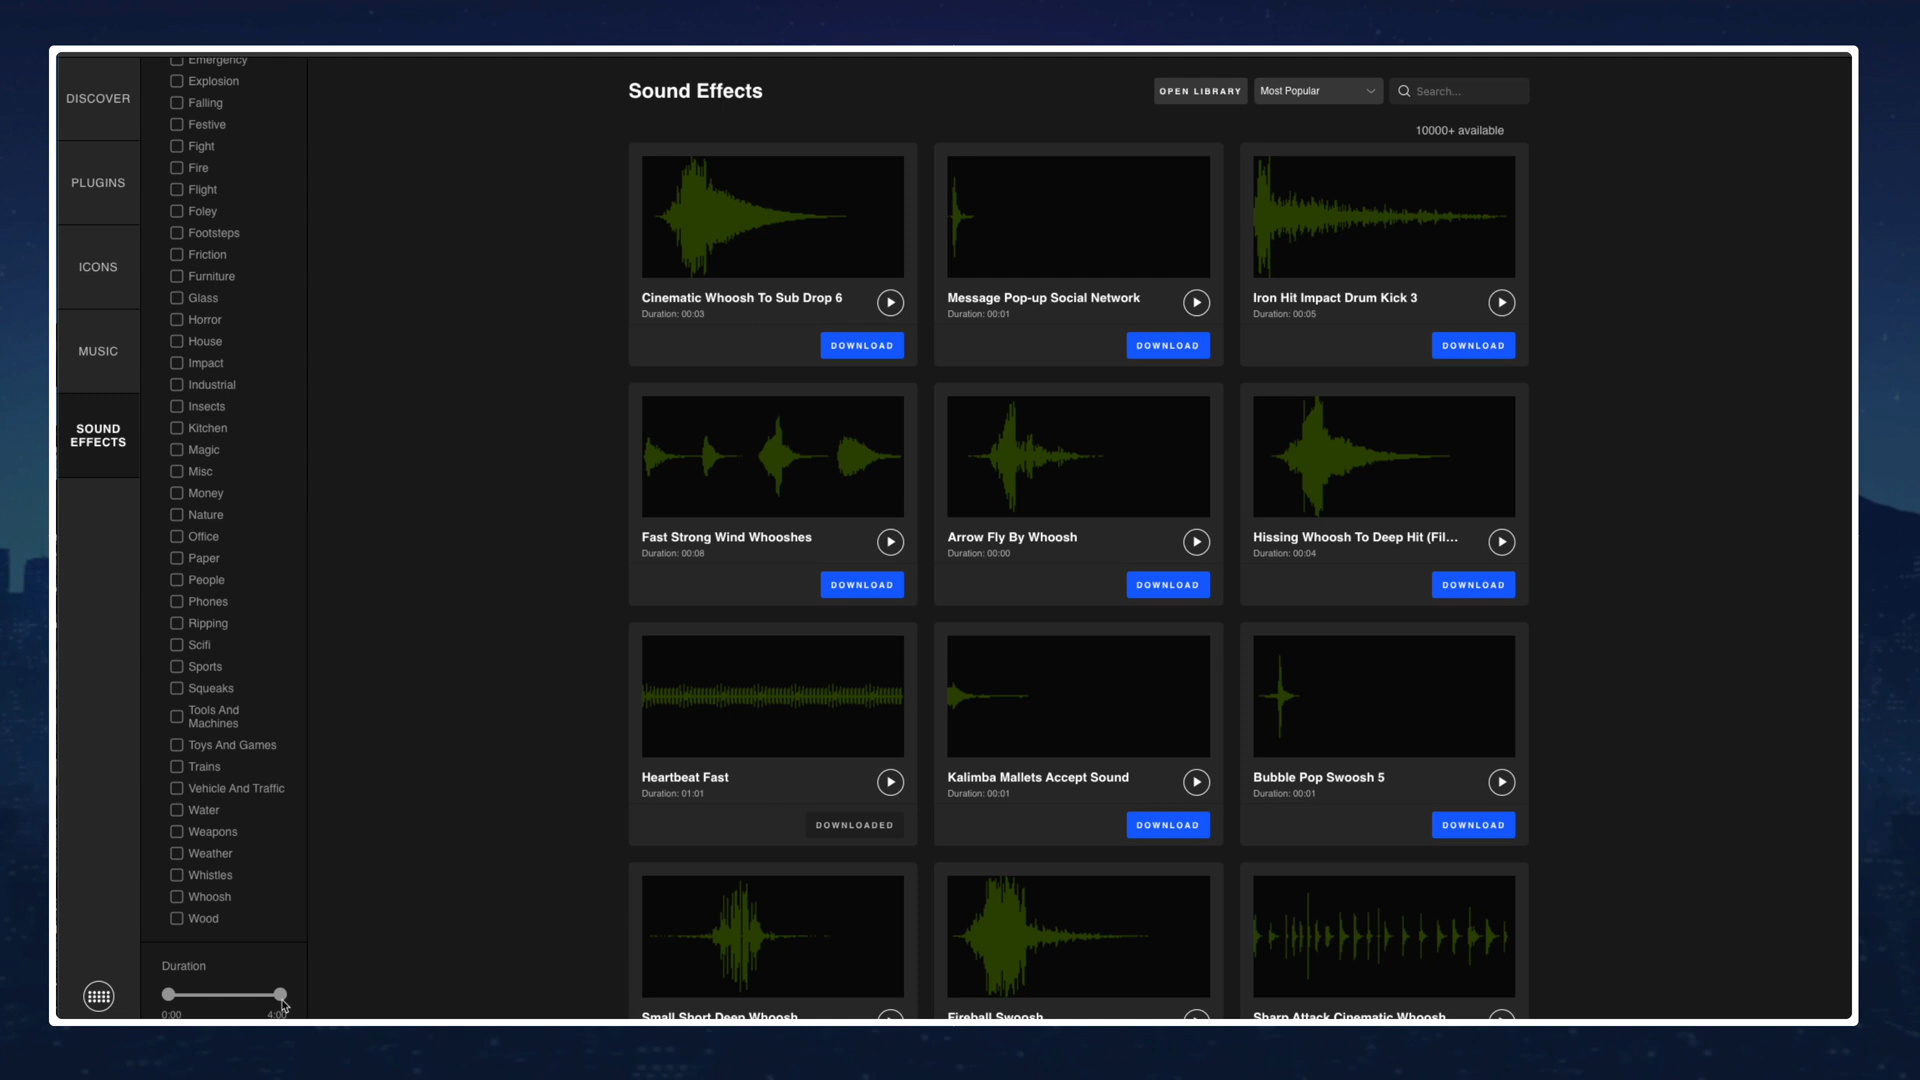 DISCOVER
PLUGINS
ICONS
MUSIC
SOUND
EFFECTS
Emergency
Explosion
Falling
Festive
Fight
Fire
Flight
Foley
Footsteps
Friction
Furniture
Glass
Horror
House
Impact
Industrial
Insects
Kitchen
Magic
Misc
Money
Nature
Office
Paper
People
Phones
Ripping
Scifi
Sports
Squeaks
Tools And
Machines
Toys And Games
Trains
Vehicle And Traffic
Water
Weapons
Weather
Whistles
Whoosh
Wood
Duration
0:00 4:00
Sound Effects
OPEN LIBRARY
Most Popular
Search...
10000+ available
Cinematic Whoosh To Sub Drop 6
Duration: 00:03
DOWNLOAD
Message Pop-up Social Network
Duration: 00:01
DOWNLOAD
Iron Hit Impact Drum Kick 3
Duration: 00:05
DOWNLOAD
Fast Strong Wind Whooshes
Duration: 00:08
DOWNLOAD
Arrow Fly By Whoosh
Duration: 00:00
DOWNLOAD
Hissing Whoosh To Deep Hit (Fil...
Duration: 00:04
DOWNLOAD
Heartbeat Fast
Duration: 01:01
DOWNLOADED
Kalimba Mallets Accept Sound
Duration: 00:01
DOWNLOAD
Bubble Pop Swoosh 5
Duration: 00:01
DOWNLOAD
Small Short Deep Whoosh
Fireball Swoosh
Sharp Attack Cinematic Whoosh